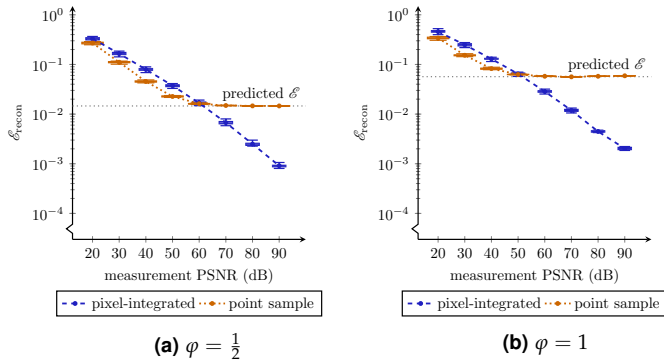 10^0
10^{-1}
10^{-2}
10^{-3}
10^{-4}
ℰ_recon
predicted ℰ
20 30 40 50 60 70 80 90
measurement PSNR (dB)
pixel-integrated point sample
(a) φ = 1/2
10^0
10^{-1}
10^{-2}
10^{-3}
10^{-4}
ℰ_recon
predicted ℰ
20 30 40 50 60 70 80 90
measurement PSNR (dB)
pixel-integrated point sample
(b) φ = 1